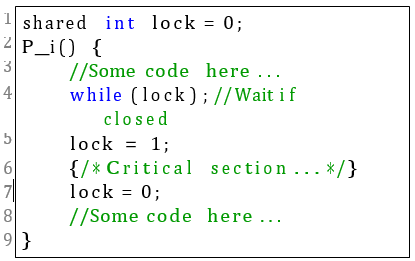 1 shared int lock = 0;
2 P_i() {
3 //Some code here ...
4 while (lock); //Wait if
closed
5 lock = 1;
6 {/* Critical section ... */}
7 lock = 0;
8 //Some code here ...
9 }